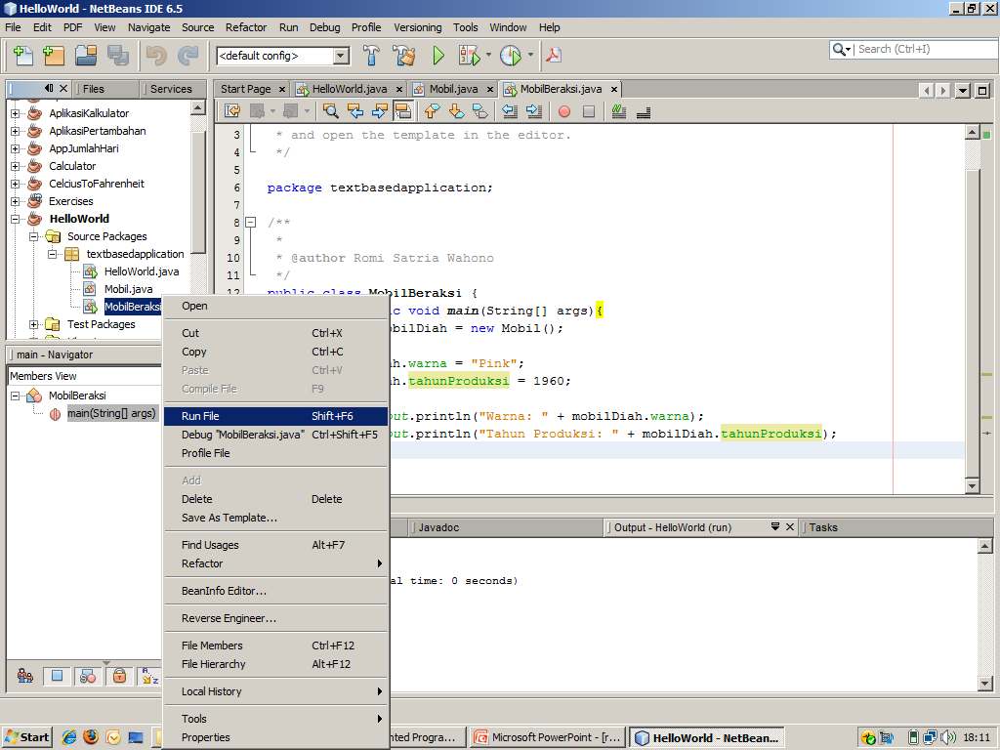 HelloWorld - NetBeans IDE 6.5
File Edit PDF View Navigate Source Refactor Run Debug Profile Versioning Tools Window Help
<default config>
Search (Ctrl+I)
Files Services
AplikasiKalkulator
AplikasiPertambahan
AppJumlahHari
Calculator
CelciusToFahrenheit
Exercises
HelloWorld
Source Packages
textbasedapplication
HelloWorld.java
Mobil.java
MobilBeraksi
Test Packages
main - Navigator
Members View
MobilBeraksi
main(String[] args)
Start Page HelloWorld.java Mobil.java MobilBeraksi.java
3 * and open the template in the editor.
4 */
5
6 package textbasedapplication;
7
8 /**
9 *
10 * @author Romi Satria Wahono
11 */
12 public class MobilBeraksi {
c void main(String[] args){
obilDiah = new Mobil();
ah.warna = "Pink";
ah.tahunProduksi = 1960;
out.println("Warna: " + mobilDiah.warna);
out.println("Tahun Produksi: " + mobilDiah.tahunProduksi);
Open
Cut Ctrl+X
Copy Ctrl+C
Paste Ctrl+V
Compile File F9
Run File Shift+F6
Debug "MobilBeraksi.java" Ctrl+Shift+F5
Profile File
Add
Delete Delete
Save As Template...
Find Usages Alt+F7
Refactor
BeanInfo Editor...
Reverse Engineer...
File Members Ctrl+F12
File Hierarchy Alt+F12
Local History
Tools
Properties
Javadoc Output - HelloWorld (run) Tasks
al time: 0 seconds)
Start
nted Progra...
Microsoft PowerPoint - [r...
HelloWorld - NetBean...
18:11